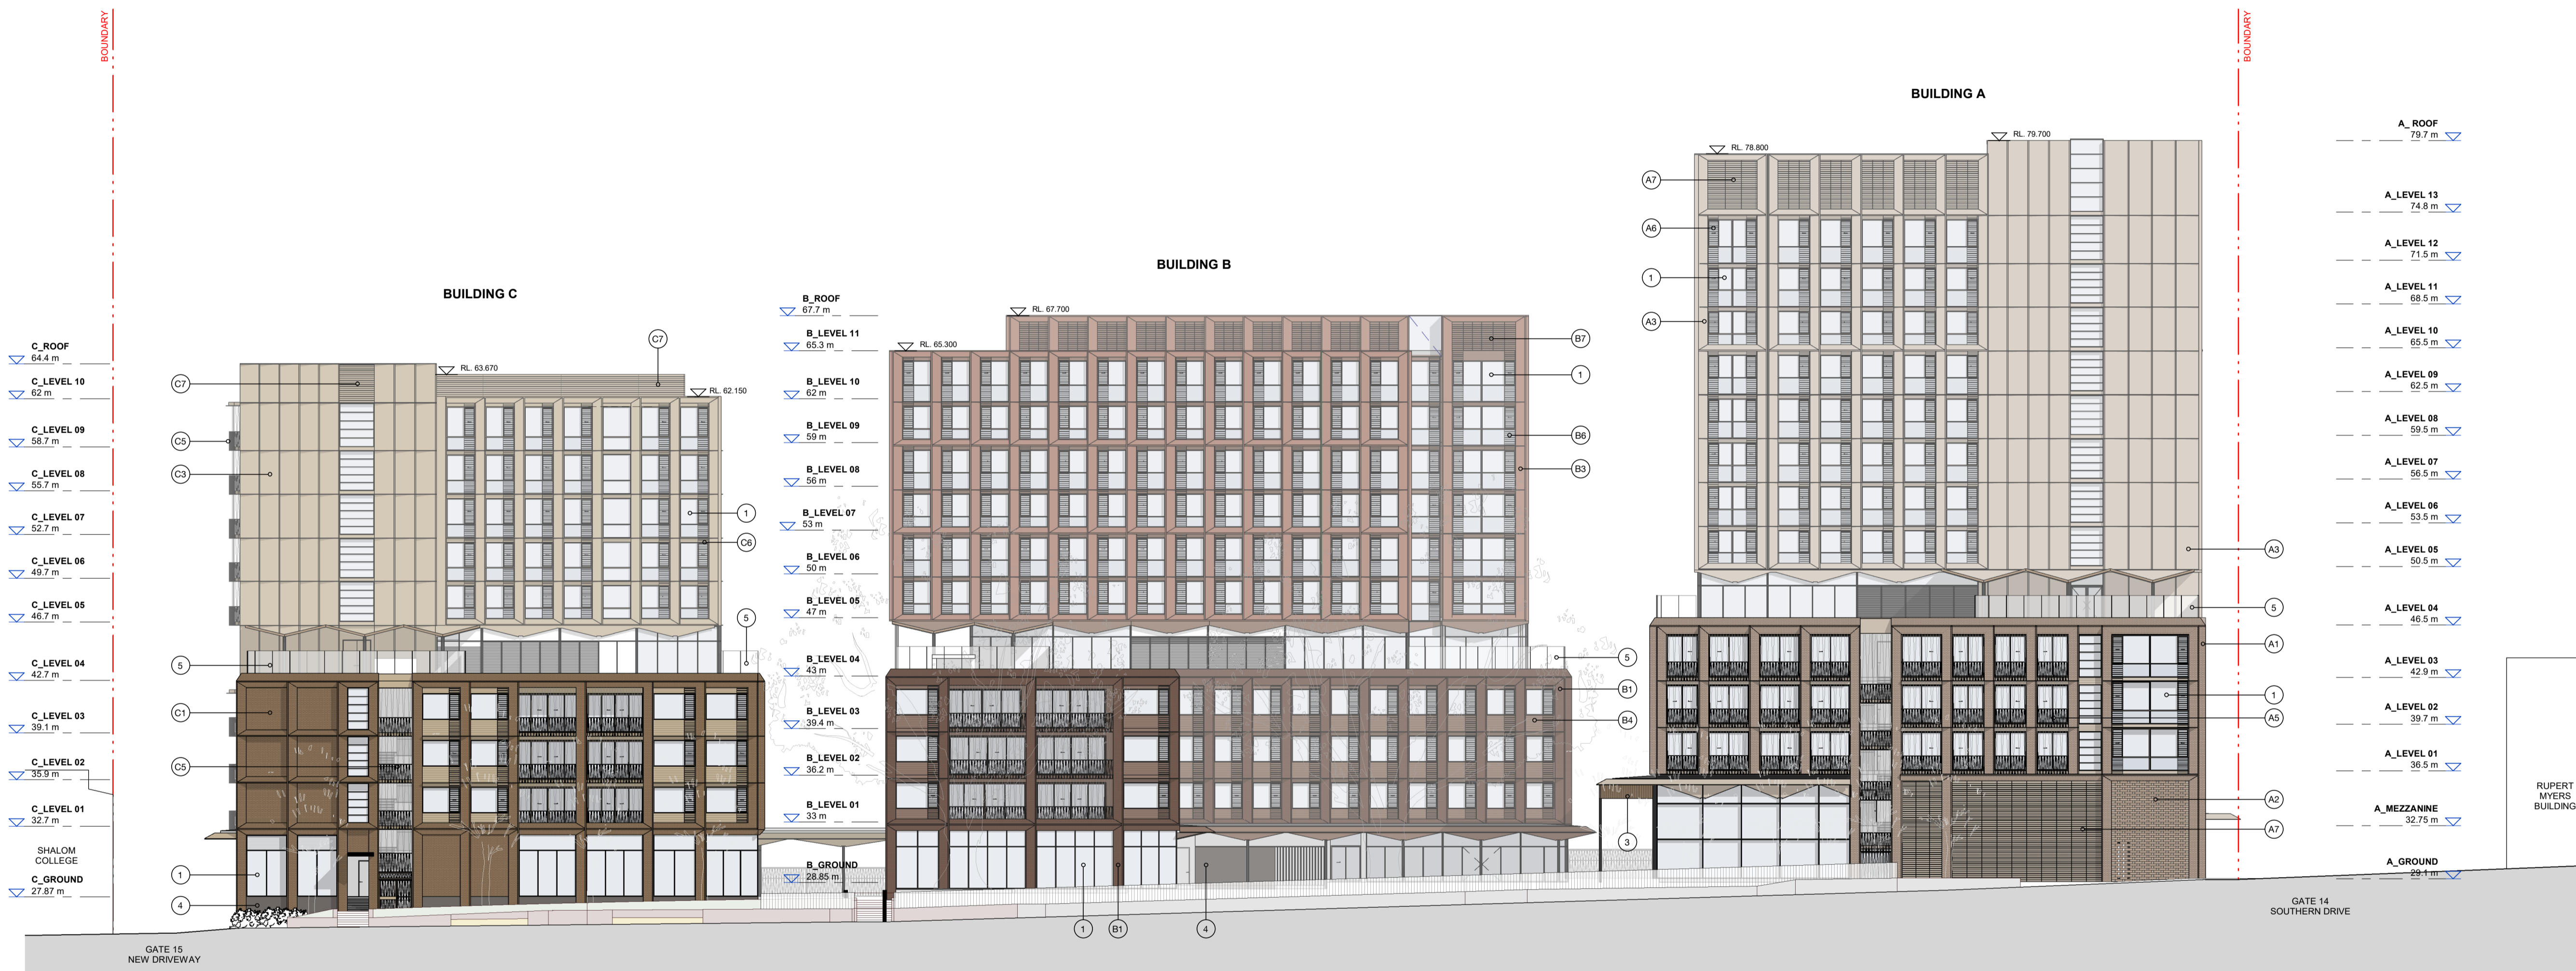 BOUNDARY
BOUNDARY
BUILDING A
BUILDING B
BUILDING C
C_ROOF
64.4 m
C_LEVEL 10
62 m
C_LEVEL 09
58.7 m
C_LEVEL 08
55.7 m
C_LEVEL 07
52.7 m
C_LEVEL 06
49.7 m
C_LEVEL 05
46.7 m
C_LEVEL 04
42.7 m
C_LEVEL 03
39.1 m
C_LEVEL 02
35.9 m
C_LEVEL 01
32.7 m
SHALOM
COLLEGE
C_GROUND
27.87 m
GATE 15
NEW DRIVEWAY
C7
C5
C3
5
C1
C5
1
4
RL. 63.670
C7
RL. 62.150
1
C6
5
B_ROOF
67.7 m
B_LEVEL 11
65.3 m
B_LEVEL 10
62 m
B_LEVEL 09
59 m
B_LEVEL 08
56 m
B_LEVEL 07
53 m
B_LEVEL 06
50 m
B_LEVEL 05
47 m
B_LEVEL 04
43 m
B_LEVEL 03
39.4 m
B_LEVEL 02
36.2 m
B_LEVEL 01
33 m
B_GROUND
28.85 m
RL. 65.300
RL. 67.700
B7
1
B6
B3
5
B1
B4
1
B1
4
RL. 78.800
RL. 79.700
A7
A6
1
A3
3
A3
5
A1
1
A5
A2
A7
A_ ROOF
79.7 m
A_LEVEL 13
74.8 m
A_LEVEL 12
71.5 m
A_LEVEL 11
68.5 m
A_LEVEL 10
65.5 m
A_LEVEL 09
62.5 m
A_LEVEL 08
59.5 m
A_LEVEL 07
56.5 m
A_LEVEL 06
53.5 m
A_LEVEL 05
50.5 m
A_LEVEL 04
46.5 m
A_LEVEL 03
42.9 m
A_LEVEL 02
39.7 m
A_LEVEL 01
36.5 m
A_MEZZANINE
32.75 m
A_GROUND
29.1 m
GATE 14
SOUTHERN DRIVE
RUPERT
MYERS
BUILDING